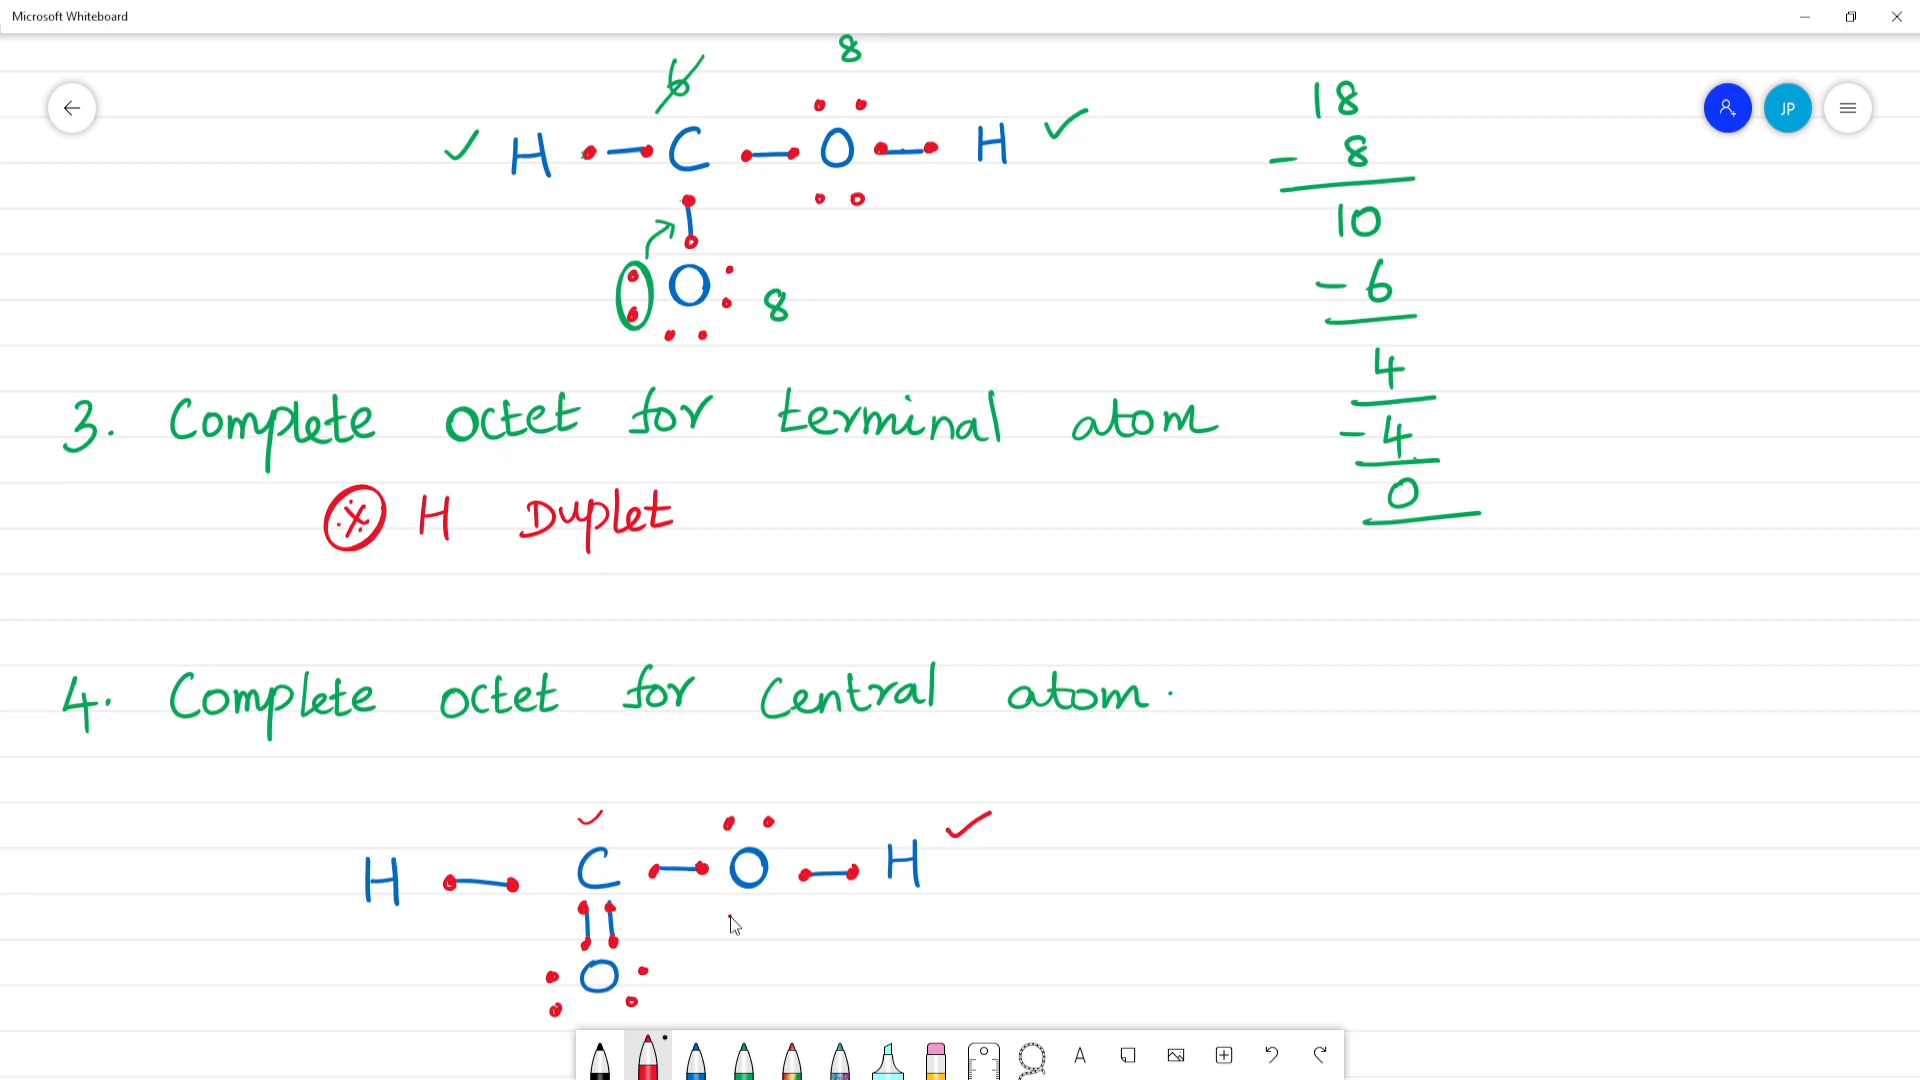 Microsoft Whiteboard
8
6
H C O H
O 8
18
- 8
10
- 6
4
- 4
0
JP
3. Complete octet for terminal atom
H Duplet
4. Complete octet for Central atom.
H C O H
O
A